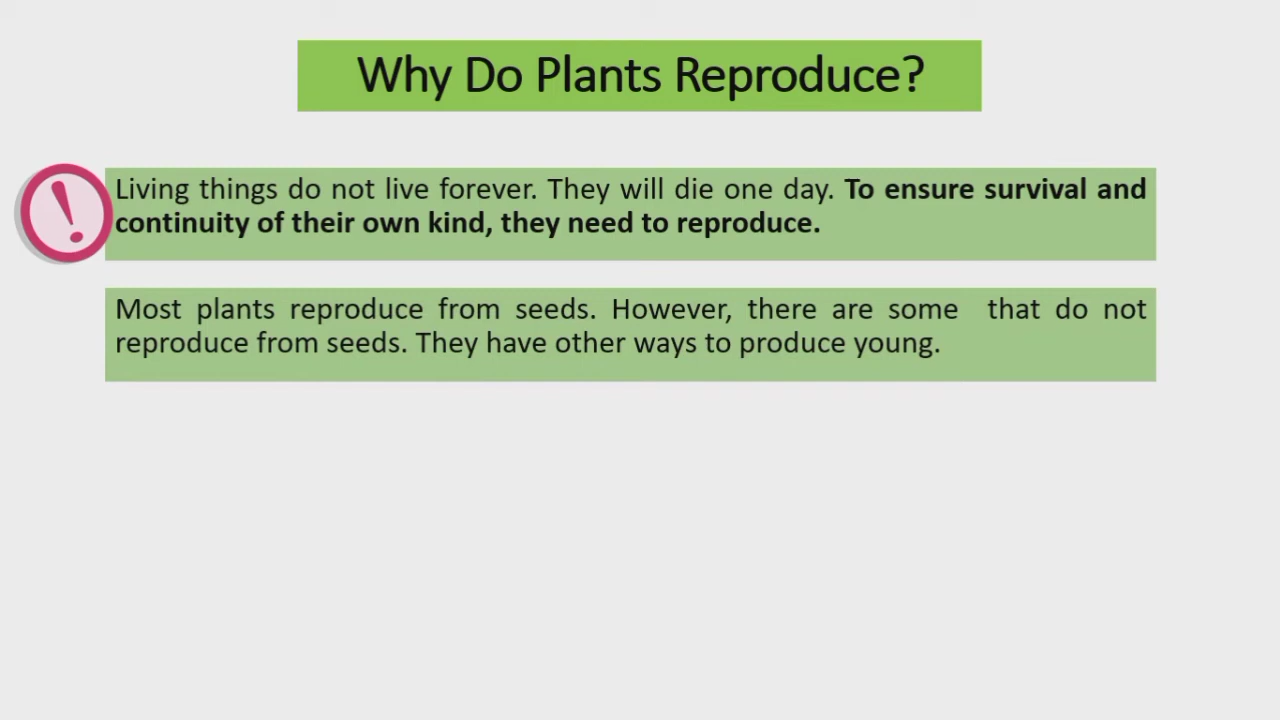 Why Do Plants Reproduce?
Living things do not live forever. They will die one day. To ensure survival and
continuity of their own kind, they need to reproduce.
Most plants reproduce from seeds. However, there are some that do not
reproduce from seeds. They have other ways to produce young.